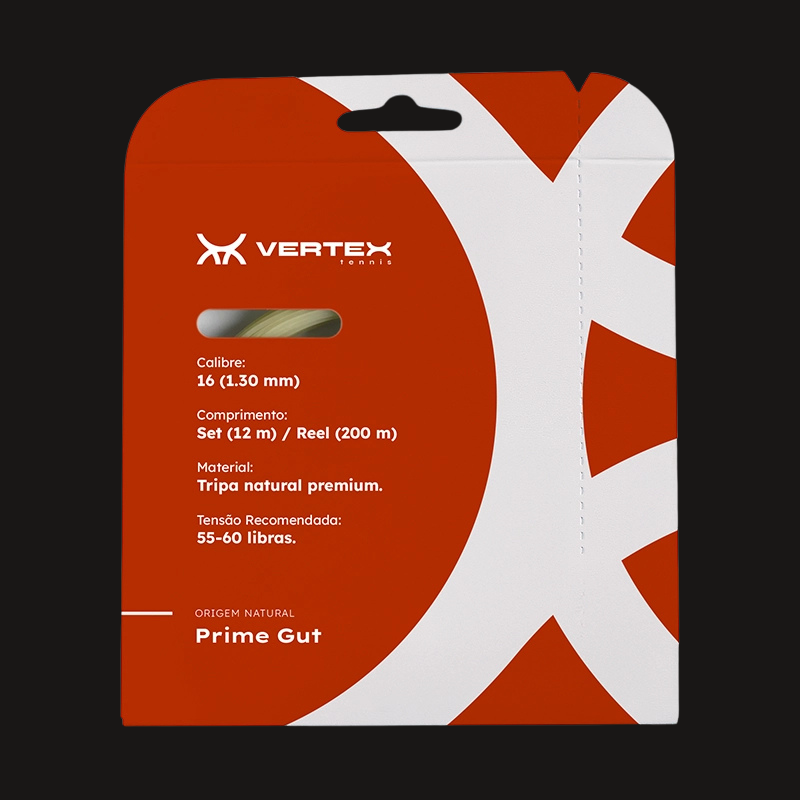 VERTEX
tennis
Calibre:
16 (1.30 mm)
Comprimento:
Set (12 m) / Reel (200 m)
Material:
Tripa natural premium.
Tensão Recomendada:
55-60 libras.
ORIGEM NATURAL
Prime Gut